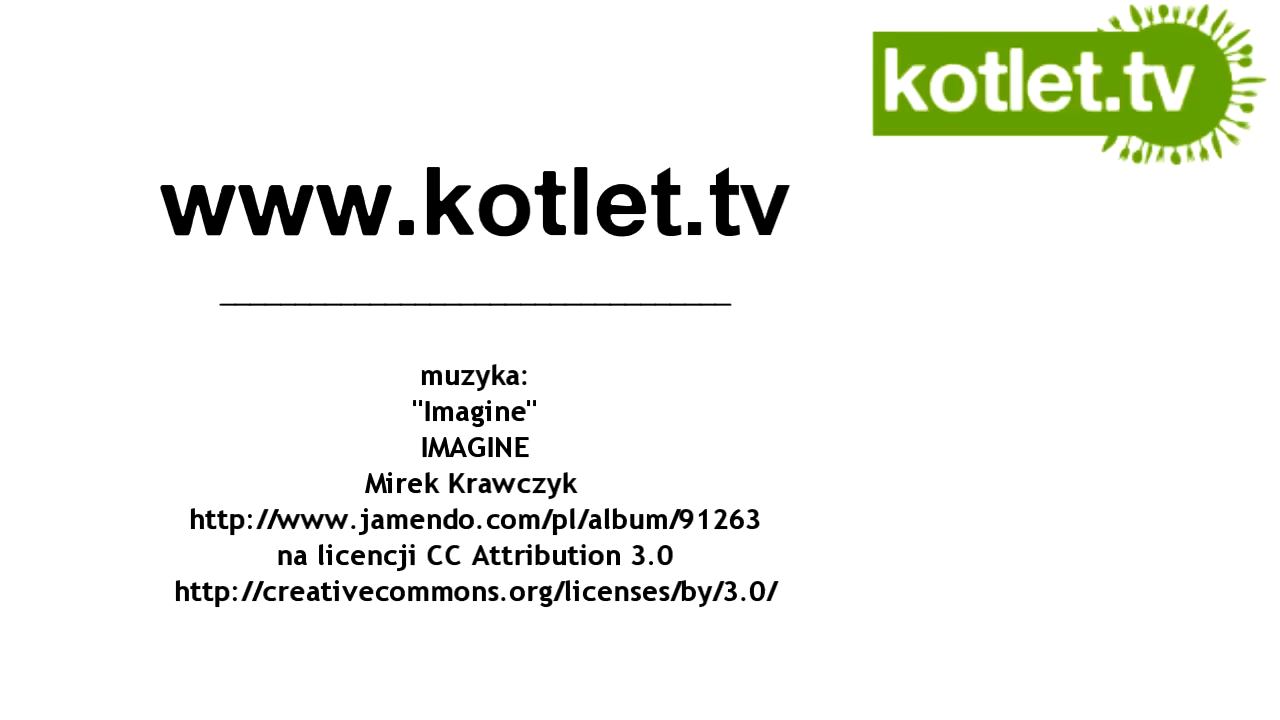 kotlet.tv
www.kotlet.tv
muzyka:
"Imagine"
IMAGINE
Mirek Krawczyk
http://www.jamendo.com/pl/album/91263
na licencji CC Attribution 3.0
http://creativecommons.org/licenses/by/3.0/